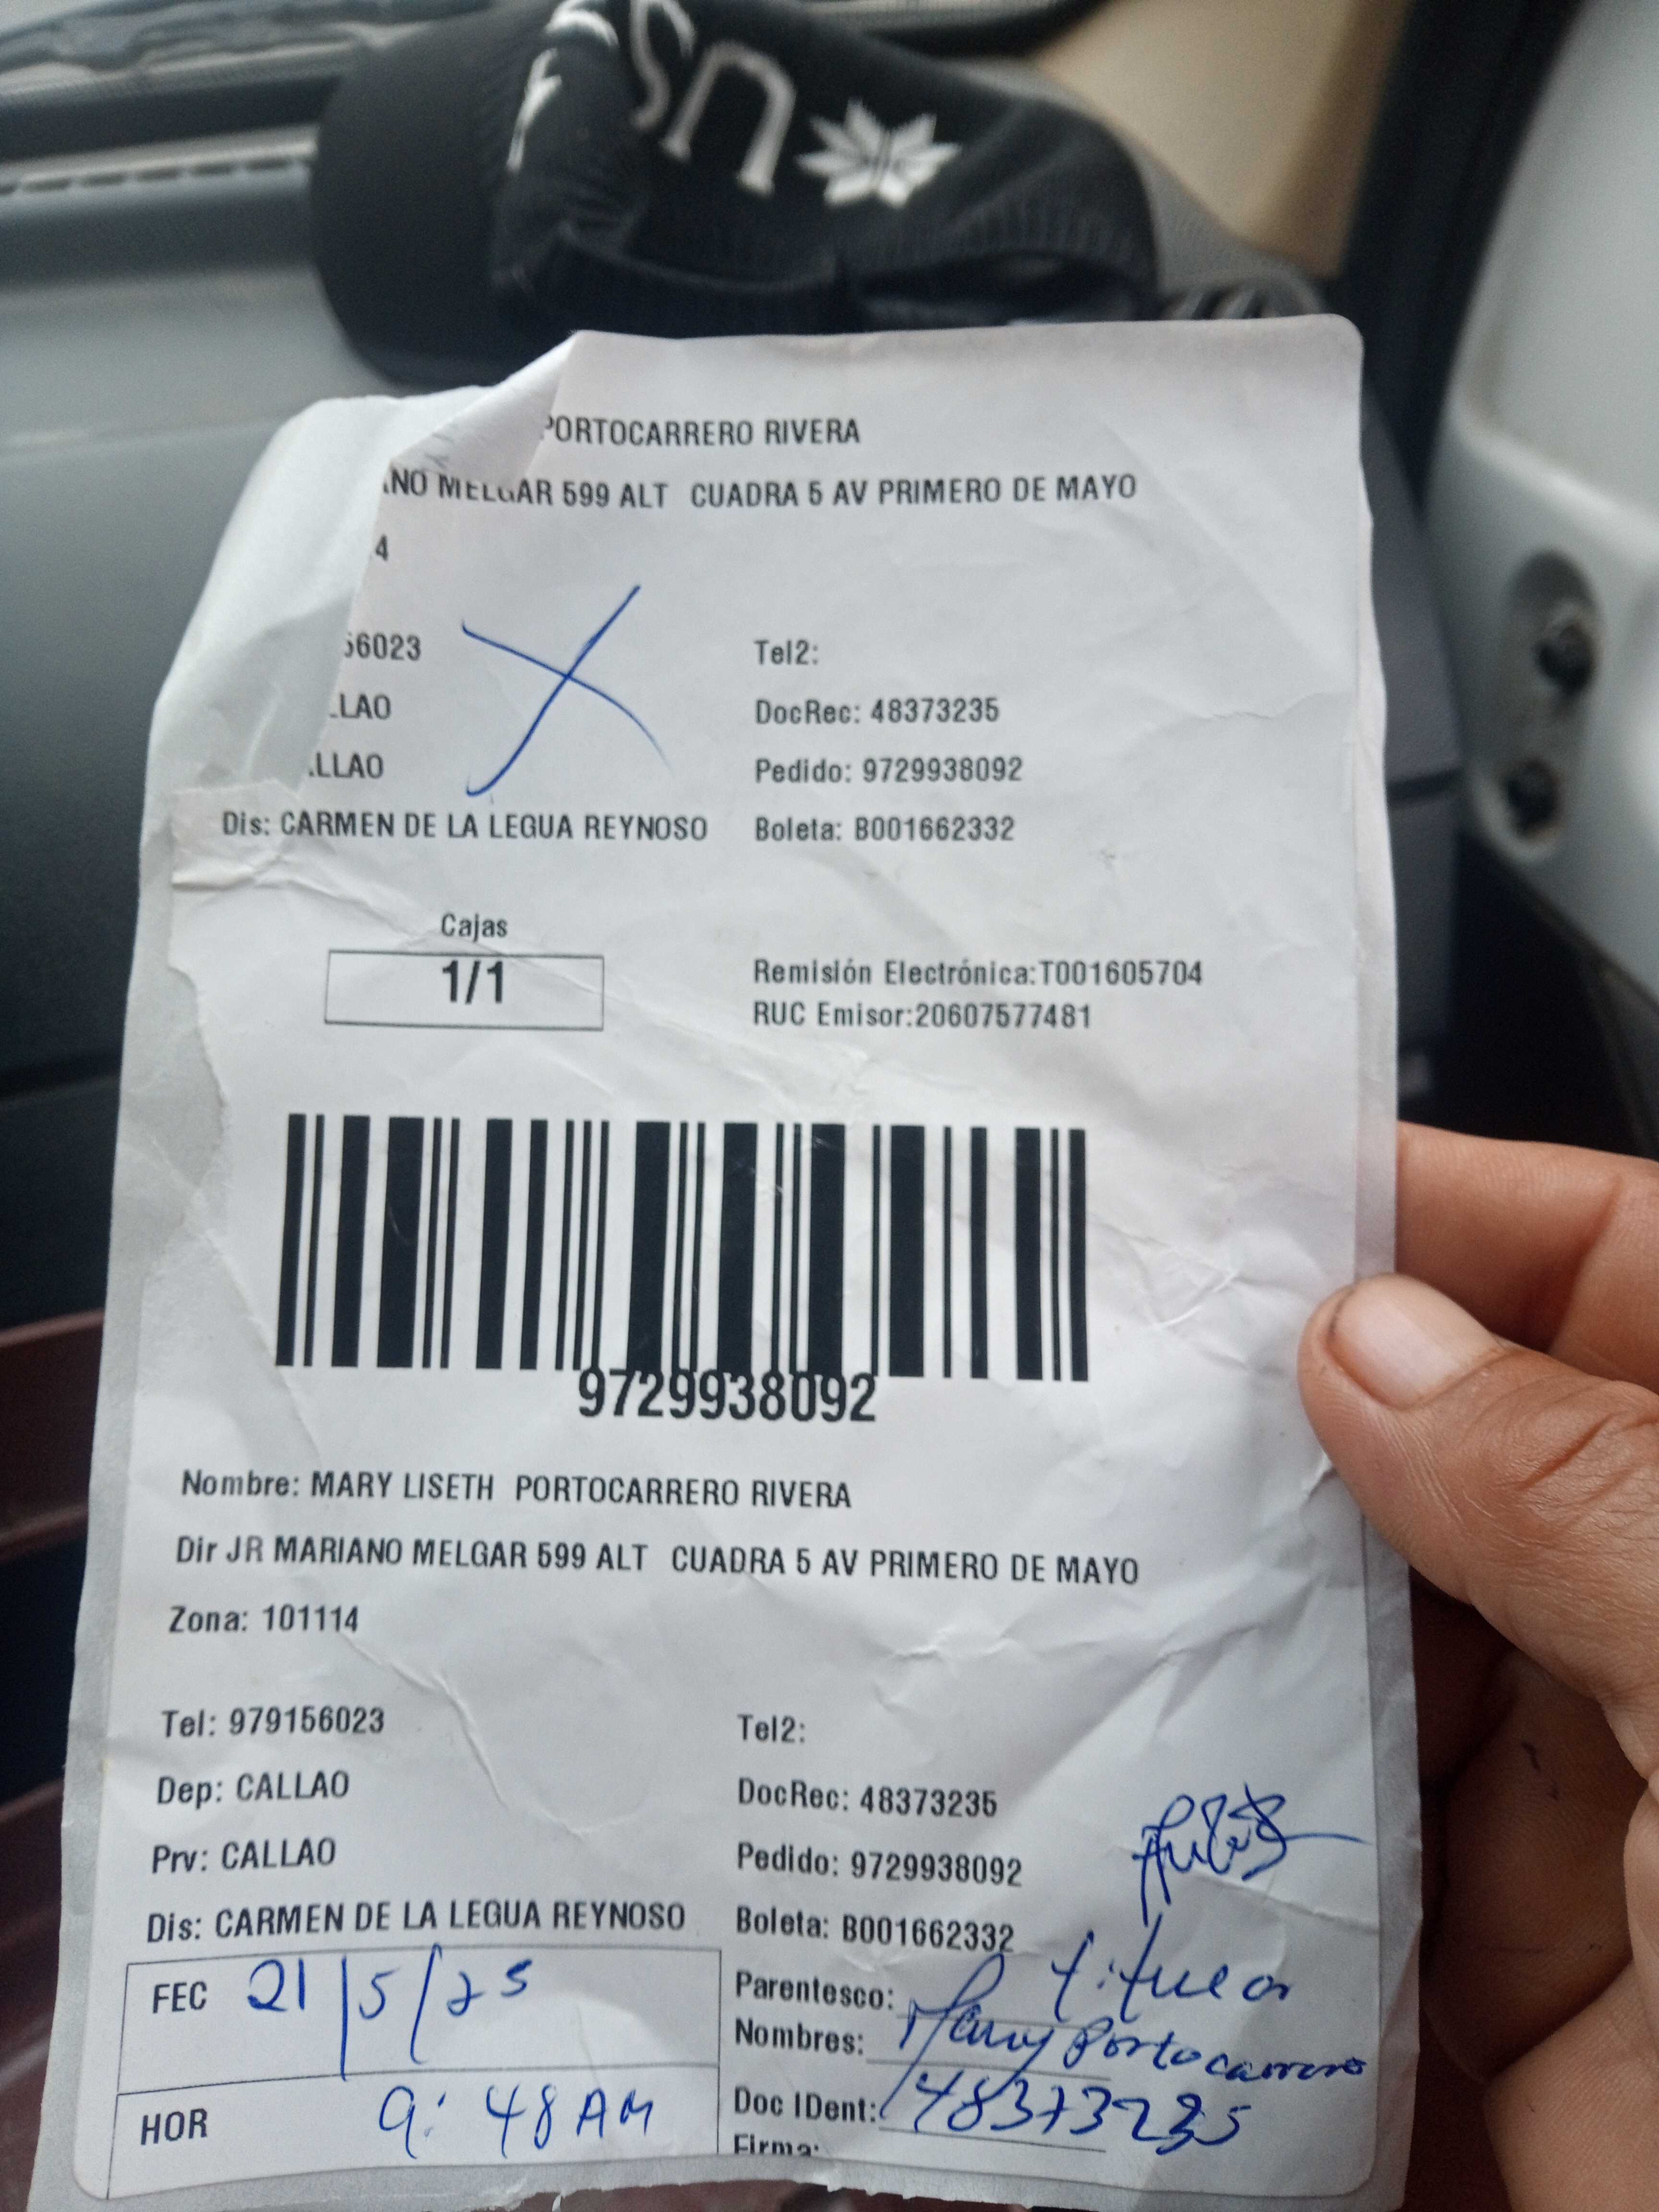 PORTOCARRERO RIVERA
MELGAR 599 ALT CUADRA 5 AV PRIMERO DE MAYO
4
56023
Tel2:
LLAO
DocRec: 48373235
LLAO
Pedido: 9729938092
Dis: CARMEN DE LA LEGUA REYNOSO
Boleta: B001662332
Cajas
1/1
Remisión Electrónica:T001605704
RUC Emisor:20607577481
9729938092
Nombre: MARY LISETH PORTOCARRERO RIVERA
Dir JR MARIANO MELGAR 599 ALT CUADRA 5 AV PRIMERO DE MAYO
Zona: 101114
Tel: 979156023
Tel2:
Dep: CALLAO
DocRec: 48373235
Prv: CALLAO
Pedido: 9729938092
Dis: CARMEN DE LA LEGUA REYNOSO
Boleta: B001662332
FEC 21/5/25
Parentesco: titular
Nombres: Mary Portocarrero
HOR 9:48 AM
Doc IDent: 48373235
Firma: